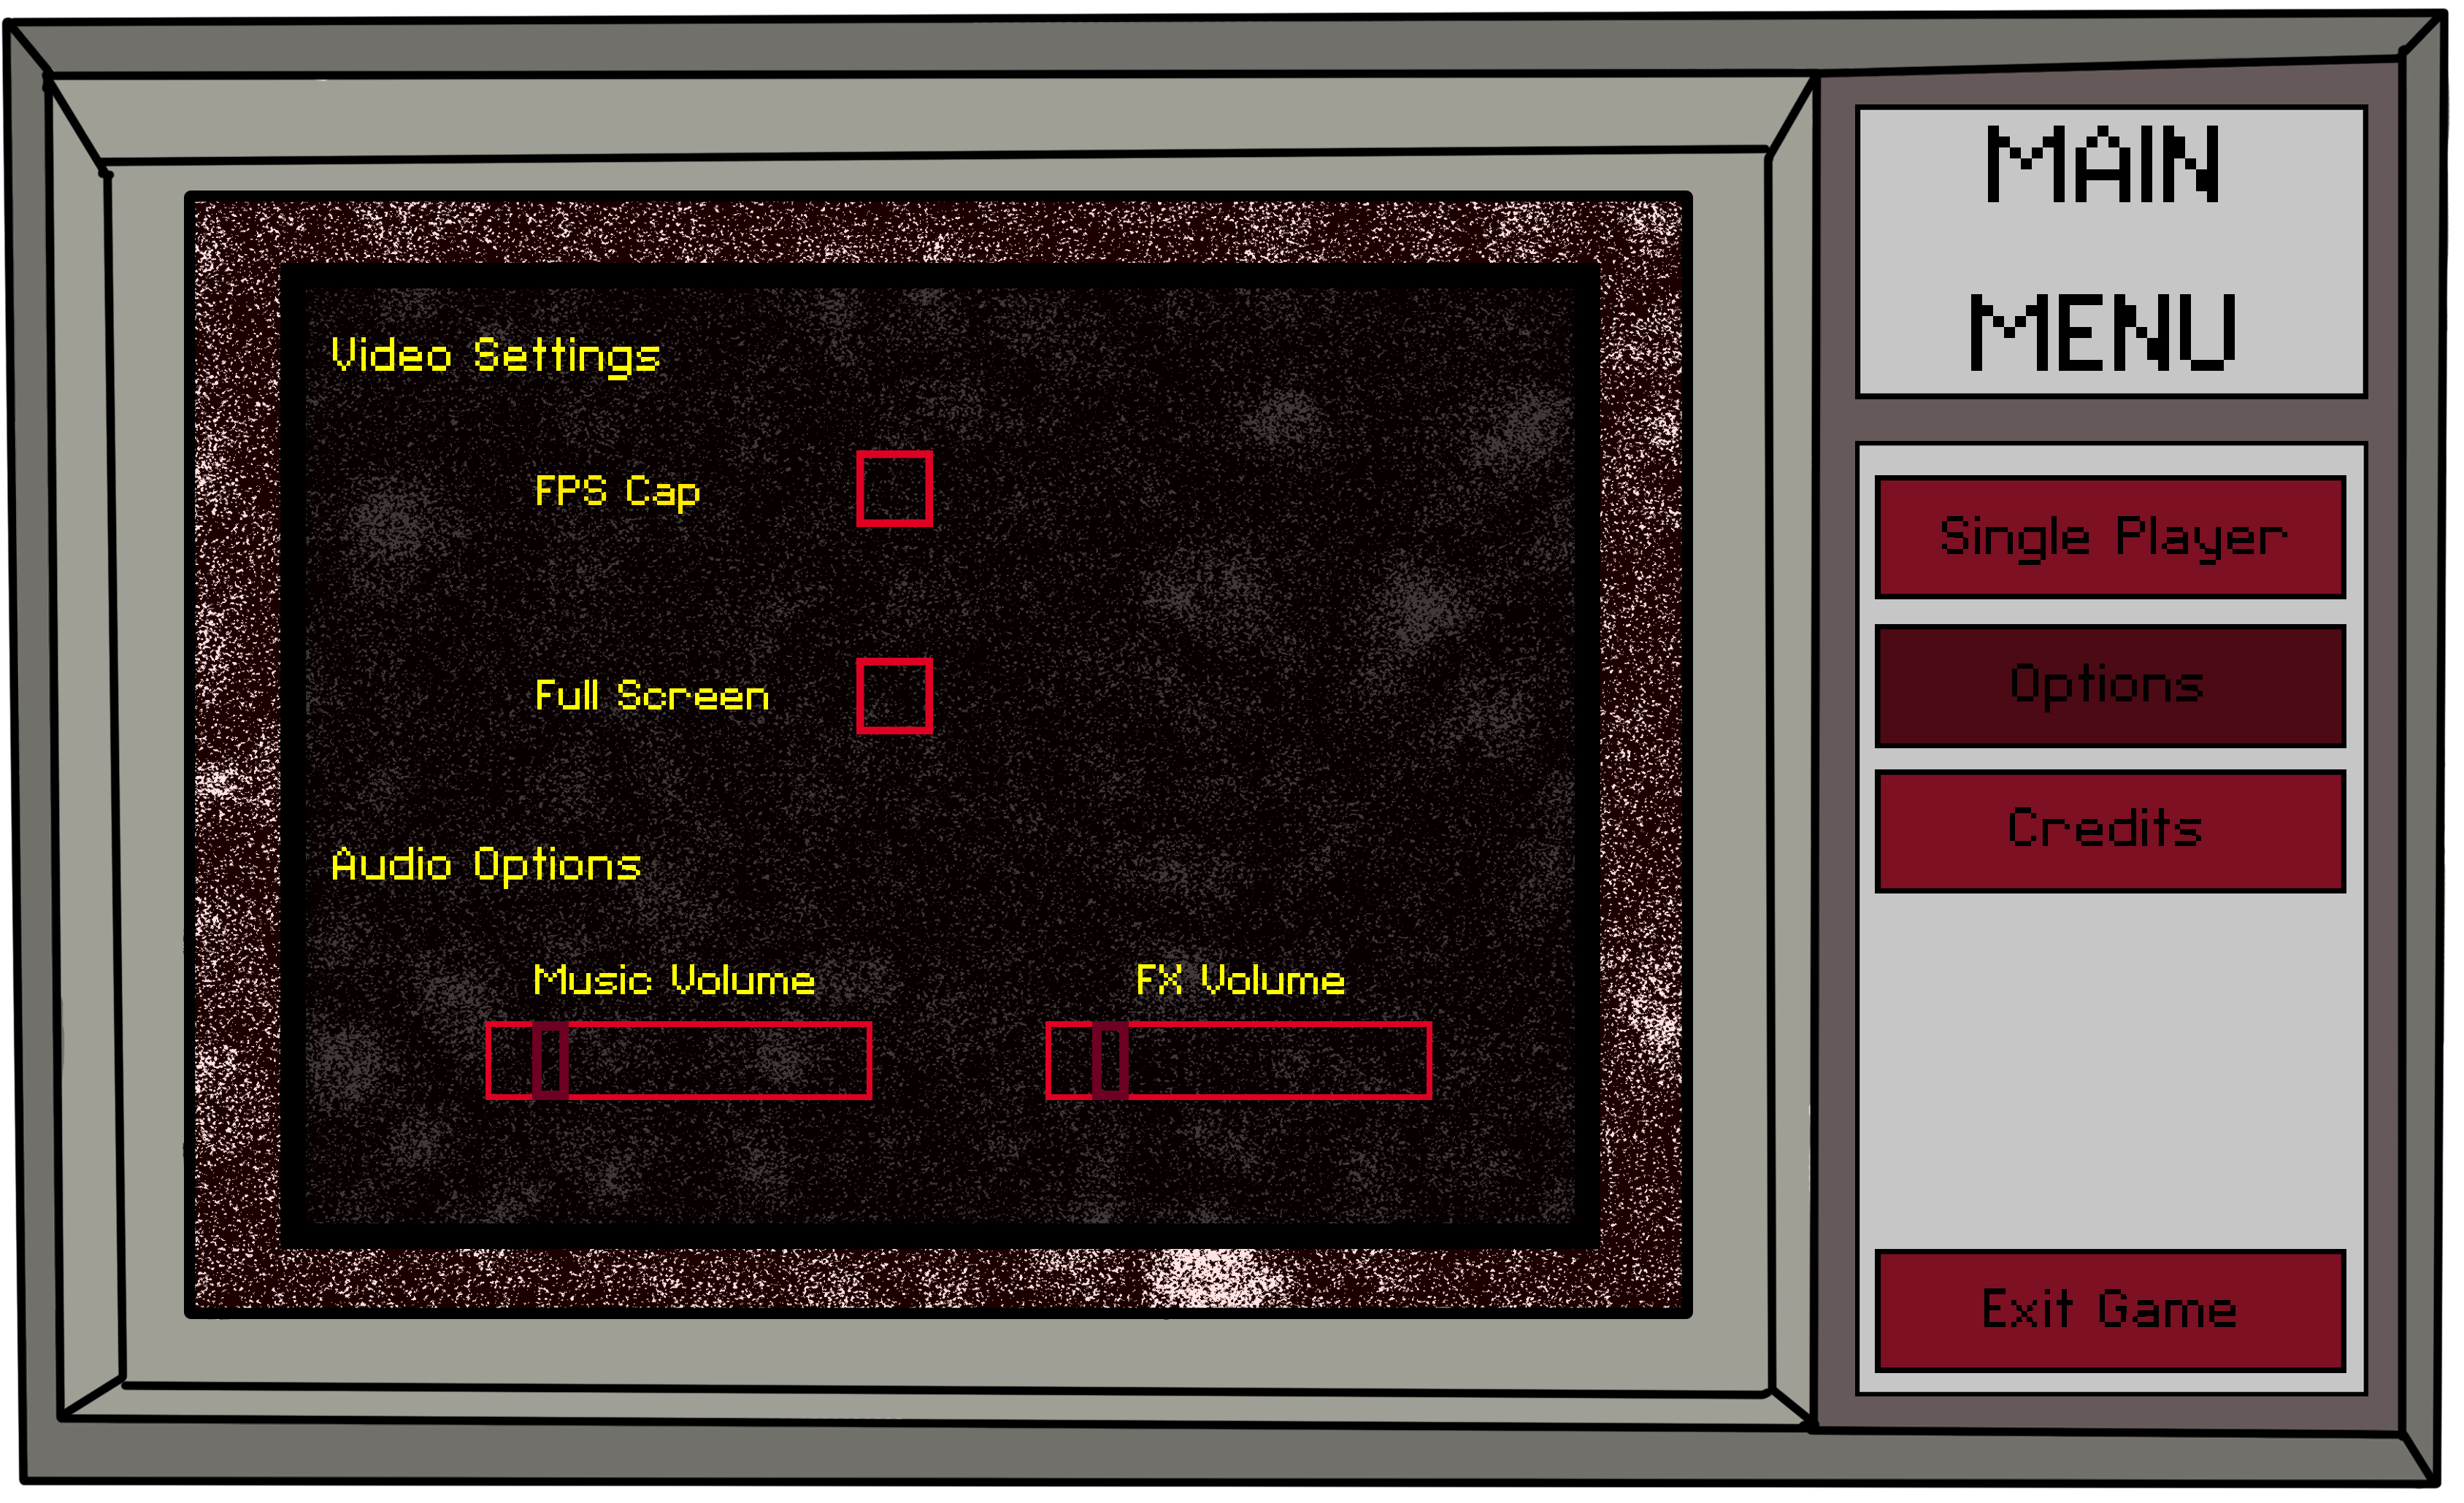 Video Settings
FPS Cap
Full Screen
Audio Options
Music Volume
FX Volume
MAIN
MENU
Single Player
Options
Credits
Exit Game